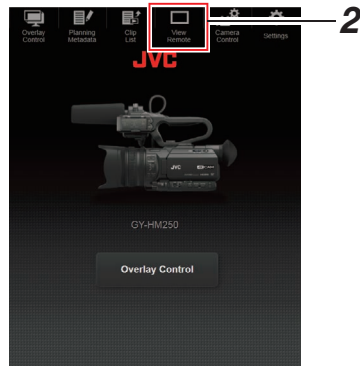 2
Overlay Control
Planning Metadata
Clip List
View Remote
Camera Control
Settings
JVC
JVC
GY-HM250
Overlay Control